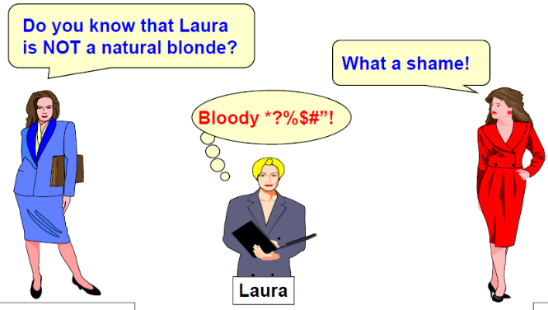 Do you know that Laura
is NOT a natural blonde?
What a shame!
Bloody *?%$#”!
Laura